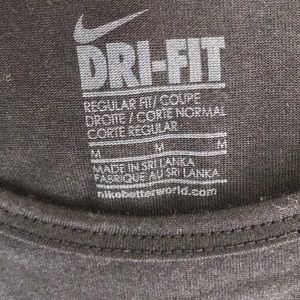 DRI-FIT
REGULAR FIT/ COUPE
DROITE / CORTE NORMAL
CORTE REGULAR
M M M
MADE IN SRI LANKA
FABRIQUÉ AU SRI LANKA
nikebetterworld.com